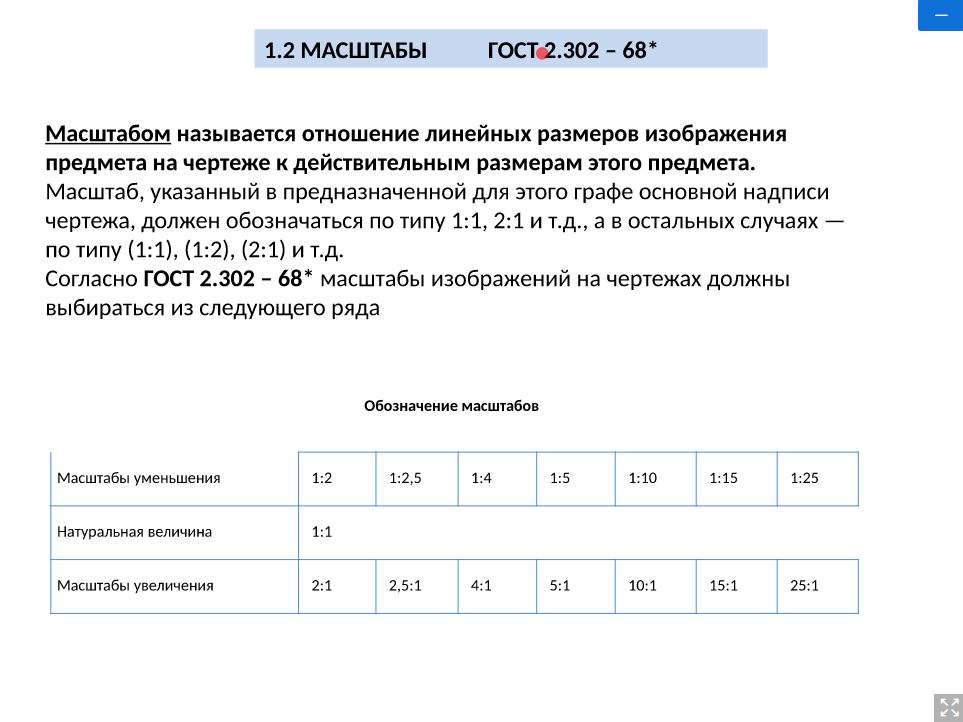 1.2 МАСШТАБЫ ГОСТ 2.302 – 68*
Масштабом называется отношение линейных размеров изображения
предмета на чертеже к действительным размерам этого предмета.
Масштаб, указанный в предназначенной для этого графе основной надписи
чертежа, должен обозначаться по типу 1:1, 2:1 и т.д., а в остальных случаях —
по типу (1:1), (1:2), (2:1) и т.д.
Согласно ГОСТ 2.302 – 68* масштабы изображений на чертежах должны
выбираться из следующего ряда
Обозначение масштабов
Масштабы уменьшения 1:2 1:2,5 1:4 1:5 1:10 1:15 1:25
Натуральная величина 1:1
Масштабы увеличения 2:1 2,5:1 4:1 5:1 10:1 15:1 25:1